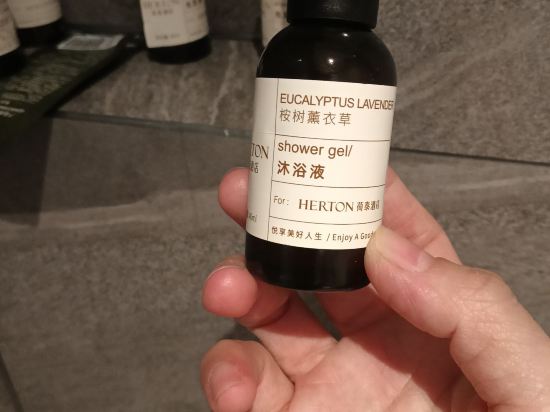 EUCALYPTUS LAVENDER
桉树薰衣草
shower gel/
沐浴液
For: HERTON 荷泰酒店
悦享美好人生 / Enjoy A Good